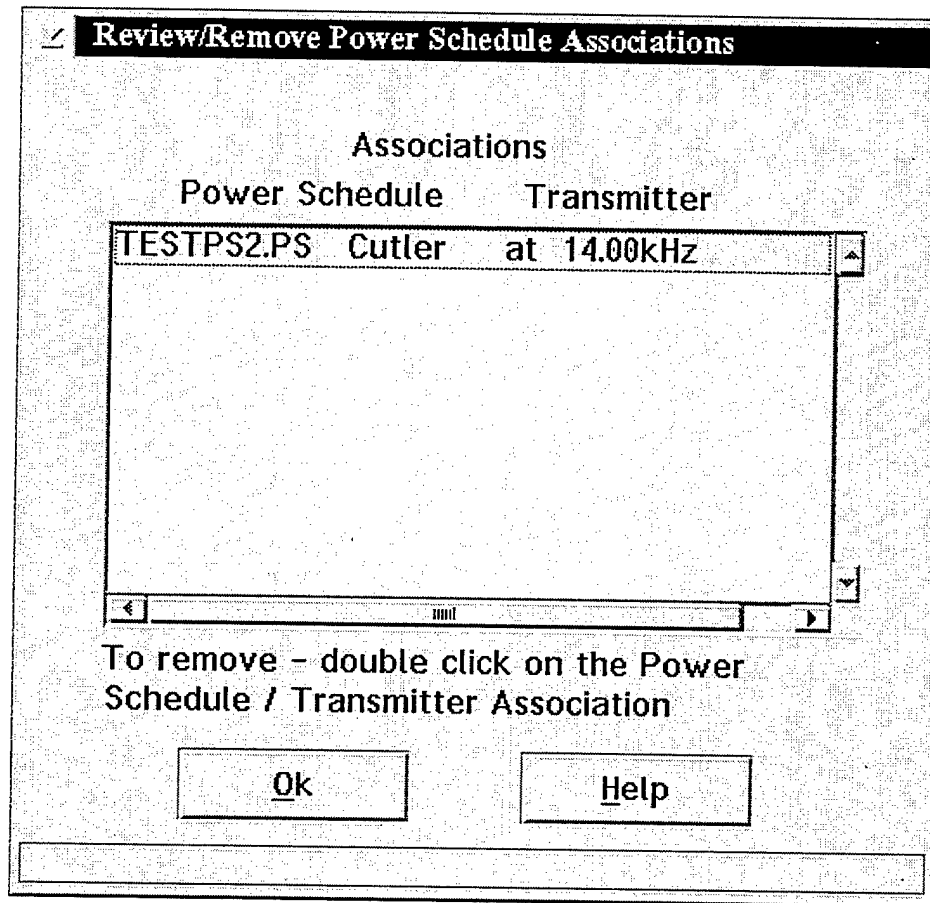 Review/Remove Power Schedule Associations
Associations
Power Schedule Transmitter
TESTPS2.PS Cutler at 14.00kHz
To remove - double click on the Power
Schedule / Transmitter Association
Ok Help